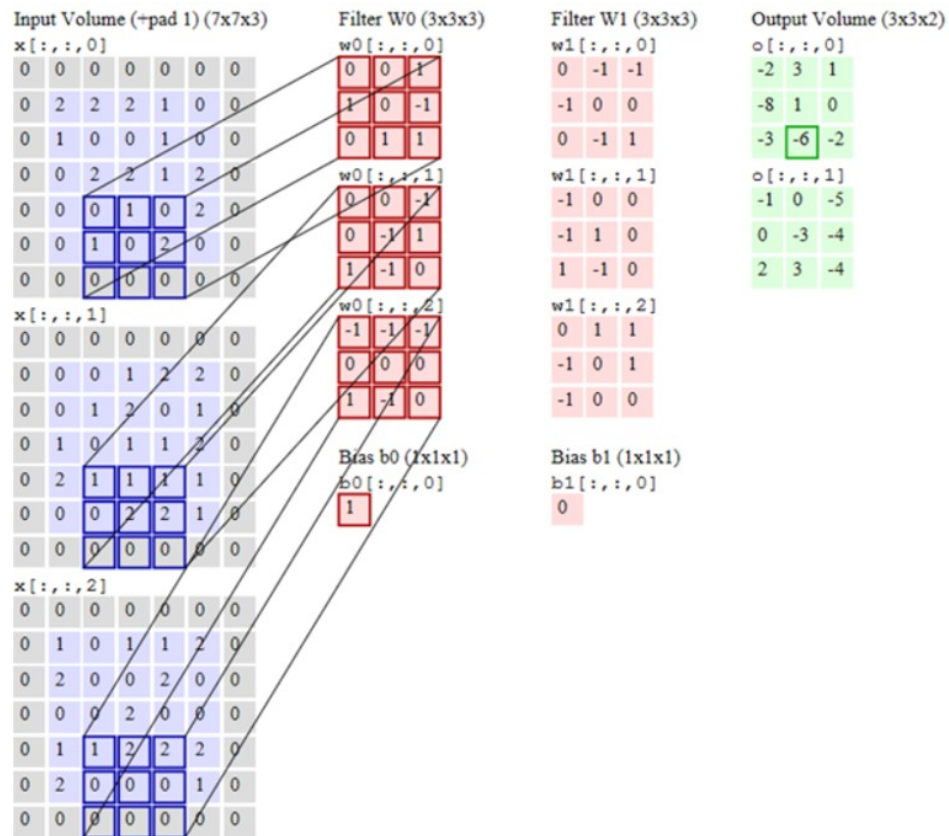 Input Volume (+pad 1) (7x7x3)
x[:,:,0]
0 0 0 0 0 0 0
0 2 2 2 1 0 0
0 1 0 0 1 0 0
0 0 2 2 1 2 0
0 0 0 1 0 2 0
0 0 1 0 2 0 0
0 0 0 0 0 0 0
x[:,:,1]
0 0 0 0 0 0 0
0 0 0 1 2 2 0
0 0 1 2 0 1 0
0 1 0 1 1 2 0
0 2 1 1 1 1 0
0 0 0 2 2 1 0
0 0 0 0 0 0 0
x[:,:,2]
0 0 0 0 0 0 0
0 1 0 1 1 2 0
0 2 0 0 2 0 0
0 0 0 2 0 0 0
0 1 1 2 2 2 0
0 2 0 0 0 1 0
0 0 0 0 0 0 0
Filter W0 (3x3x3)
w0[:,:,0]
0 0 1
1 0 -1
0 1 1
w0[:,:,1]
0 0 -1
0 -1 1
1 -1 0
w0[:,:,2]
-1 -1 -1
0 0 0
1 -1 0
Bias b0 (1x1x1)
b0[:,:,0]
1
Filter W1 (3x3x3)
w1[:,:,0]
0 -1 -1
-1 0 0
0 -1 1
w1[:,:,1]
-1 0 0
-1 1 0
1 -1 0
w1[:,:,2]
0 1 1
-1 0 1
-1 0 0
Bias b1 (1x1x1)
b1[:,:,0]
0
Output Volume (3x3x2)
o[:,:,0]
-2 3 1
-8 1 0
-3 -6 -2
o[:,:,1]
-1 0 -5
0 -3 -4
2 3 -4